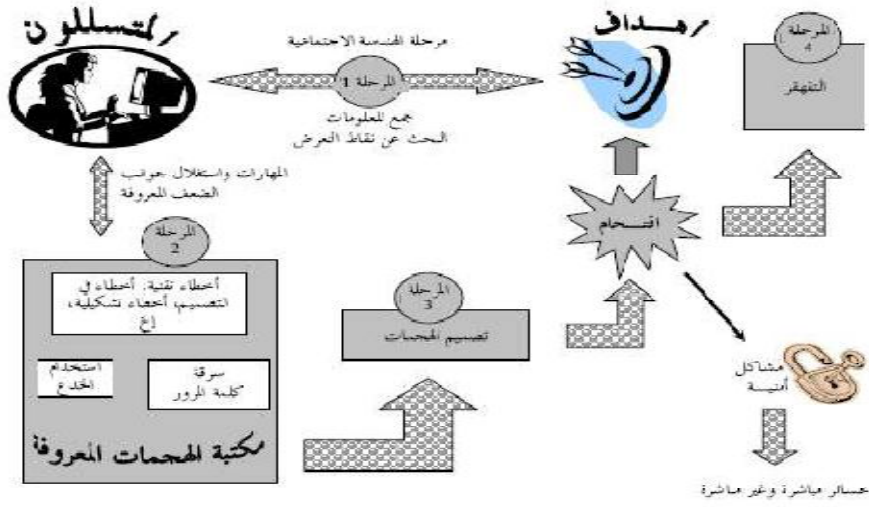 المتسللون
مرحلة الهندسة الاجتماعية
المرحلة 1
جمع المعلومات
البحث عن نقاط التعرض
أهداف
المرحلة
4
التقهقر
المهارات واستغلال جوانب
الضعف المعروفة
المرحلة
2
أخطاء تقنية: أخطاء في
التصميم، أخطاء تشكيلية،
إلخ
استخدام
الخدع
سرقة
كلمة المرور
مكتبة الهجمات المعروفة
المرحلة
3
تصميم الهجمات
اقتحام
مشاكل
أمنية
خسائر مباشرة وغير مباشرة